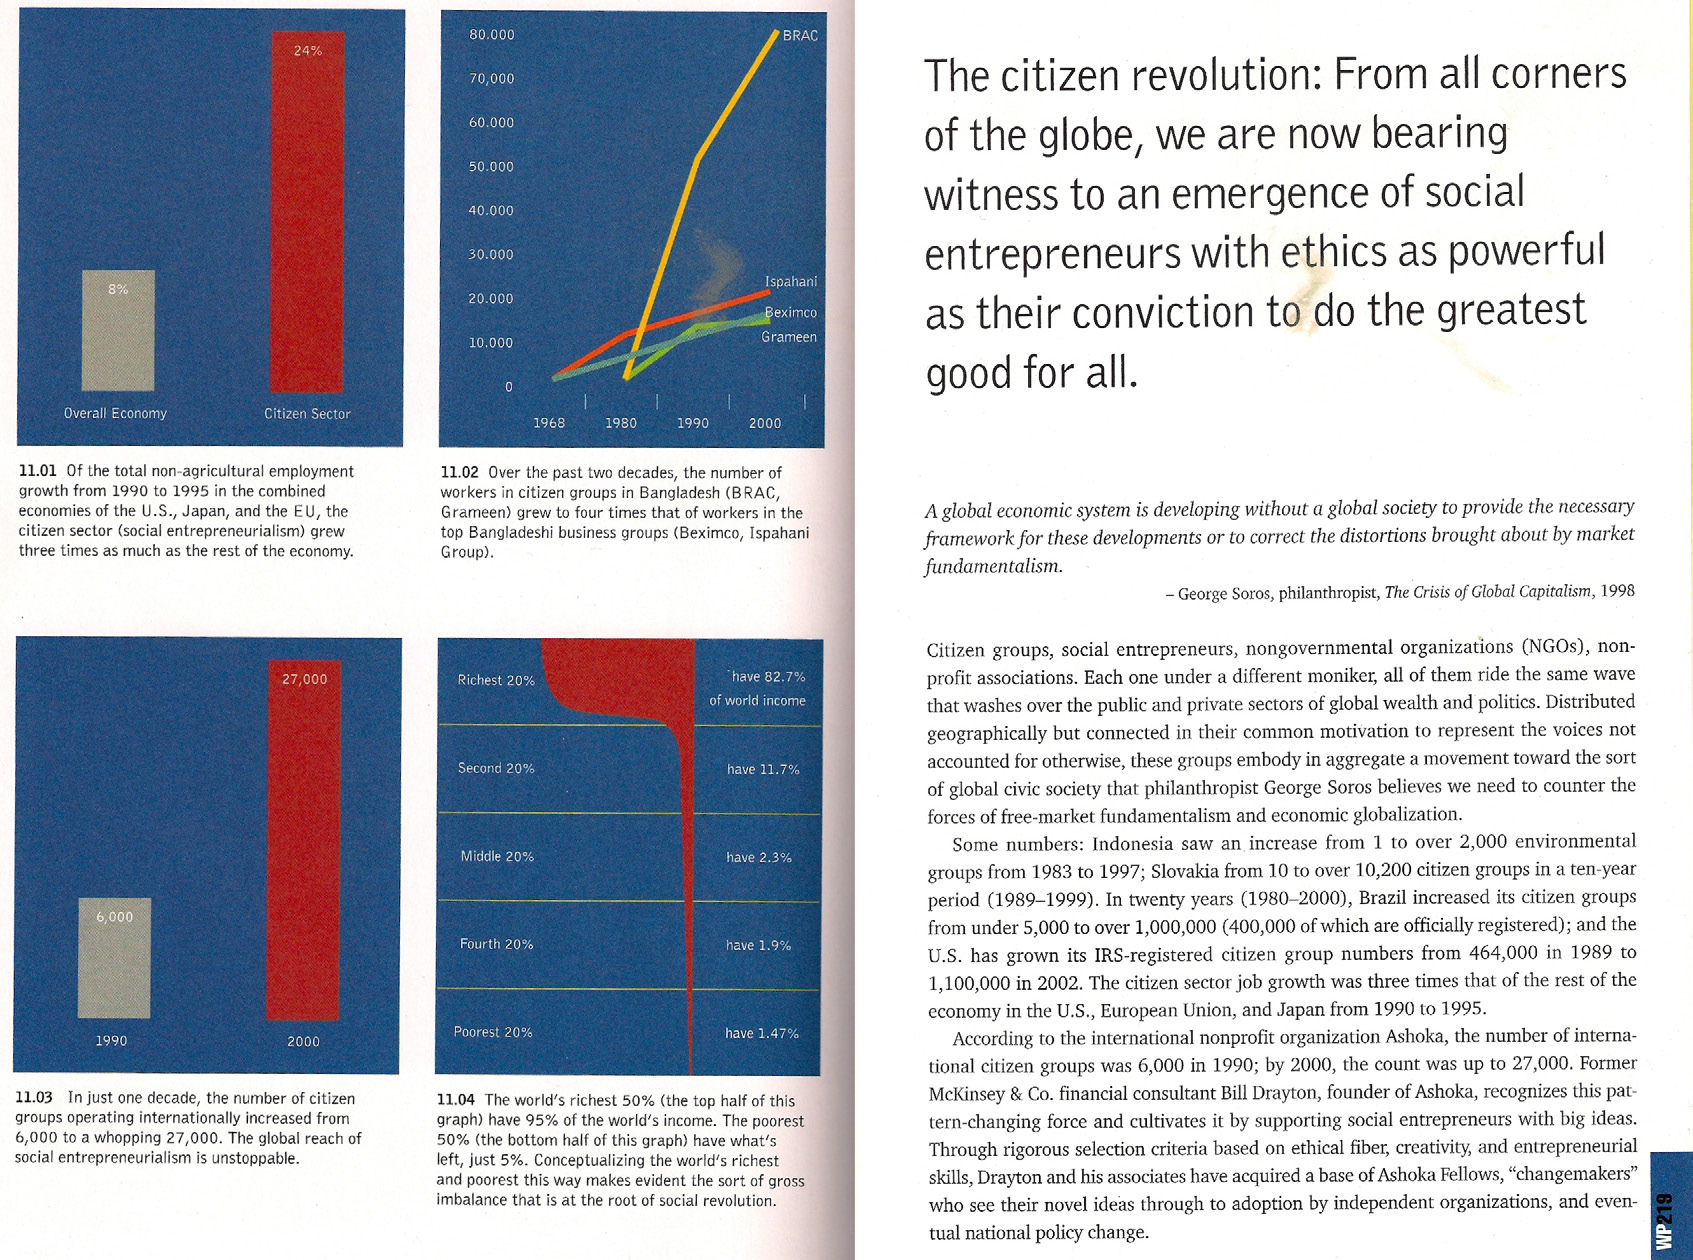 24%
8%
Overall Economy
Citizen Sector
11.01 Of the total non-agricultural employment
growth from 1990 to 1995 in the combined
economies of the U.S., Japan, and the EU, the
citizen sector (social entrepreneurialism) grew
three times as much as the rest of the economy.
80.000
70,000
60.000
50.000
40.000
30.000
20.000
10.000
0
BRAC
Ispahani
Beximco
Grameen
1968
1980
1990
2000
11.02 Over the past two decades, the number of
workers in citizen groups in Bangladesh (BRAC,
Grameen) grew to four times that of workers in the
top Bangladeshi business groups (Beximco, Ispahani
Group).
27,000
6,000
1990
2000
11.03 In just one decade, the number of citizen
groups operating internationally increased from
6,000 to a whopping 27,000. The global reach of
social entrepreneurialism is unstoppable.
Richest 20%
have 82.7%
of world income
Second 20%
have 11.7%
Middle 20%
have 2.3%
Fourth 20%
have 1.9%
Poorest 20%
have 1.47%
11.04 The world's richest 50% (the top half of this
graph) have 95% of the world's income. The poorest
50% (the bottom half of this graph) have what's
left, just 5%. Conceptualizing the world's richest
and poorest this way makes evident the sort of gross
imbalance that is at the root of social revolution.
The citizen revolution: From all corners
of the globe, we are now bearing
witness to an emergence of social
entrepreneurs with ethics as powerful
as their conviction to do the greatest
good for all.
A global economic system is developing without a global society to provide the necessary
framework for these developments or to correct the distortions brought about by market
fundamentalism.
– George Soros, philanthropist, The Crisis of Global Capitalism, 1998
Citizen groups, social entrepreneurs, nongovernmental organizations (NGOs), non-
profit associations. Each one under a different moniker, all of them ride the same wave
that washes over the public and private sectors of global wealth and politics. Distributed
geographically but connected in their common motivation to represent the voices not
accounted for otherwise, these groups embody in aggregate a movement toward the sort
of global civic society that philanthropist George Soros believes we need to counter the
forces of free-market fundamentalism and economic globalization.
Some numbers: Indonesia saw an increase from 1 to over 2,000 environmental
groups from 1983 to 1997; Slovakia from 10 to over 10,200 citizen groups in a ten-year
period (1989–1999). In twenty years (1980–2000), Brazil increased its citizen groups
from under 5,000 to over 1,000,000 (400,000 of which are officially registered); and the
U.S. has grown its IRS-registered citizen group numbers from 464,000 in 1989 to
1,100,000 in 2002. The citizen sector job growth was three times that of the rest of the
economy in the U.S., European Union, and Japan from 1990 to 1995.
According to the international nonprofit organization Ashoka, the number of interna-
tional citizen groups was 6,000 in 1990; by 2000, the count was up to 27,000. Former
McKinsey & Co. financial consultant Bill Drayton, founder of Ashoka, recognizes this pat-
tern-changing force and cultivates it by supporting social entrepreneurs with big ideas.
Through rigorous selection criteria based on ethical fiber, creativity, and entrepreneurial
skills, Drayton and his associates have acquired a base of Ashoka Fellows, “changemakers”
who see their novel ideas through to adoption by independent organizations, and even-
tual national policy change.
WP219